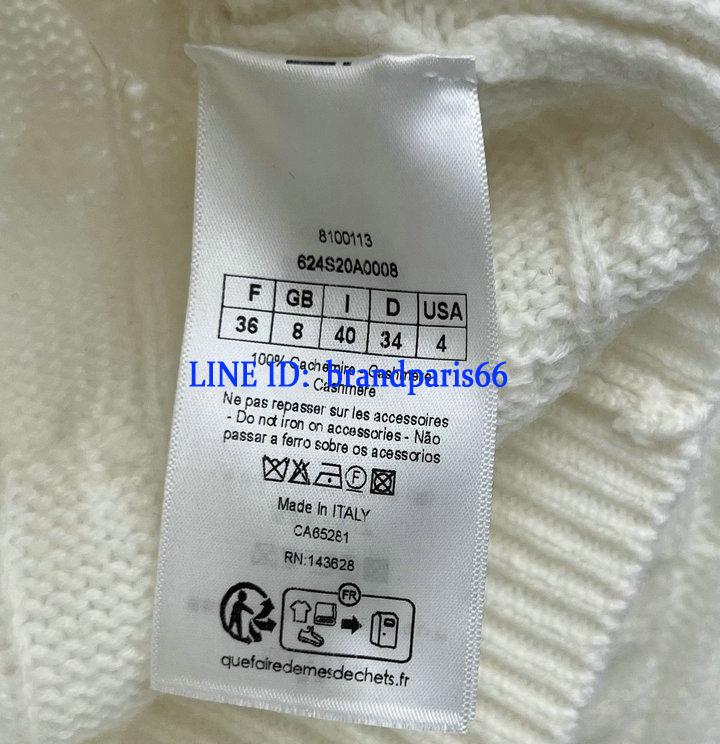 8100113
624S20A0008
F GB I D USA
36 8 40 34 4
100% Cachemire - Cashmere
- Cashmere
LINE ID: brandparis66
Ne pas repasser sur les accessoires
- Do not iron on accessories - Não
passar a ferro sobre os acessorios
F
Made In ITALY
CA65281
RN:143628
FR
quefairedemesdechets.fr